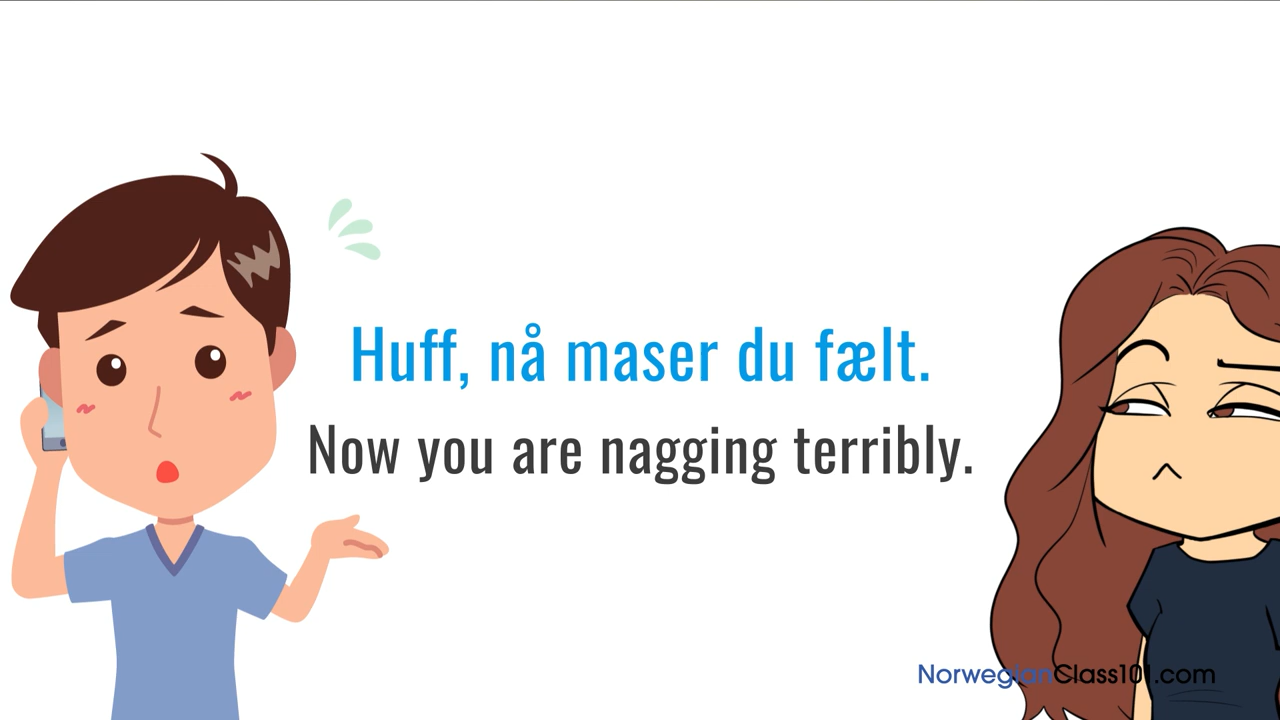 Huff, nå maser du fælt.
Now you are nagging terribly.
NorwegianClass101.com